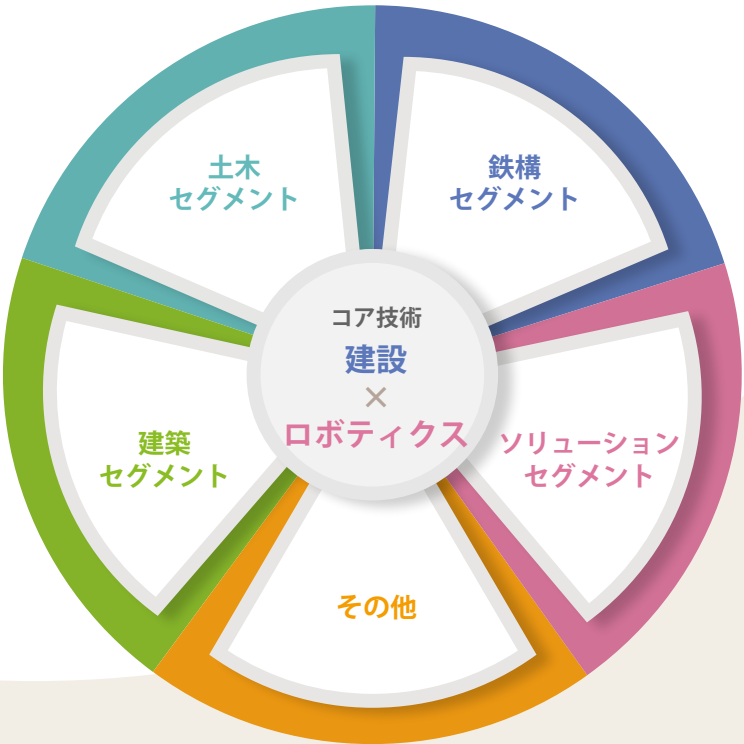 土木
セグメント
鉄構
セグメント
コア技術
建設
×
ロボティクス
建築
セグメント
ソリューション
セグメント
その他